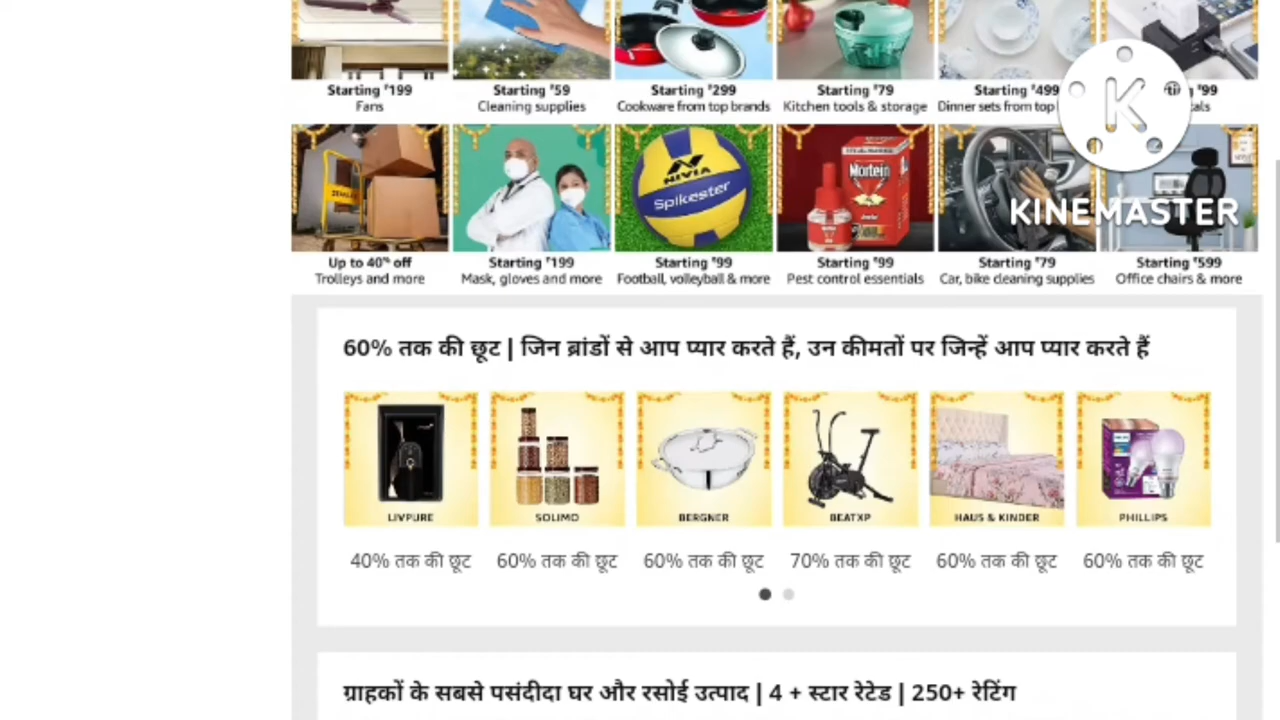 Starting ₹199 Starting ₹59 Starting ₹299 Starting ₹79 Starting ₹499 ₹99
Fans Cleaning supplies Cookware from top brands Kitchen tools & storage Dinner sets from top
K
KINEMASTER
NIVIA
Spikester
Mortein
Up to 40% off Starting ₹199 Starting ₹99 Starting ₹99 Starting ₹79 Starting ₹599
Trolleys and more Mask, gloves and more Football, volleyball & more Pest control essentials Car, bike cleaning supplies Office chairs & more
60% तक की छूट | जिन ब्रांडों से आप प्यार करते हैं, उन कीमतों पर जिन्हें आप प्यार करते हैं
LIVPURE SOLIMO BERGNER BEATXP HAUS & KINDER PHILLIPS
40% तक की छूट 60% तक की छूट 60% तक की छूट 70% तक की छूट 60% तक की छूट 60% तक की छूट
ग्राहकों के सबसे पसंदीदा घर और रसोई उत्पाद | 4 + स्टार रेटेड | 250+ रेटिंग